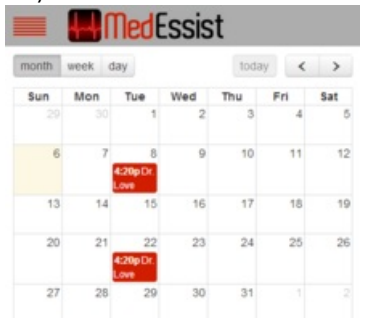 MedEssist
month week day today < >
Sun Mon Tue Wed Thu Fri Sat
29 30 1 2 3 4 5
6 7 8 9 10 11 12
4:20p Dr.
Love
13 14 15 16 17 18 19
20 21 22 23 24 25 26
4:20p Dr.
Love
27 28 29 30 31 1 2